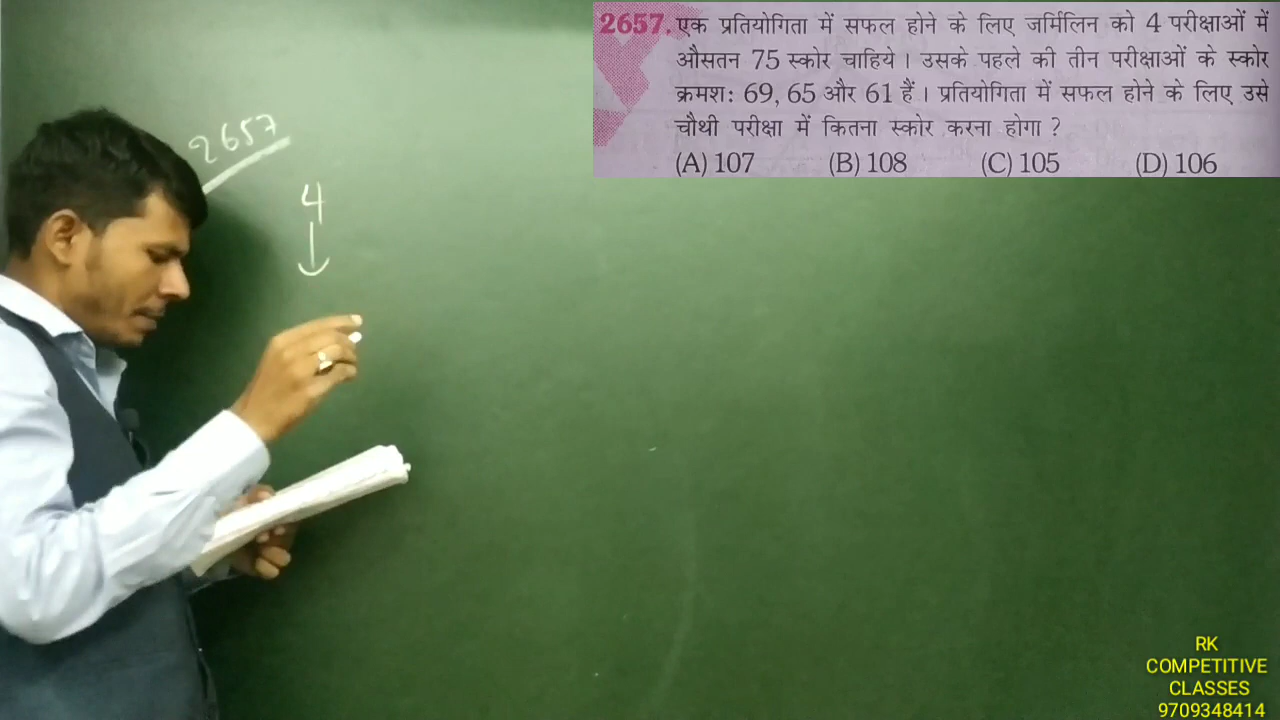 2657. एक प्रतियोगिता में सफल होने के लिए जर्मिलिन को 4 परीक्षाओं में
औसतन 75 स्कोर चाहिये। उसके पहले की तीन परीक्षाओं के स्कोर
क्रमशः 69, 65 और 61 हैं। प्रतियोगिता में सफल होने के लिए उसे
चौथी परीक्षा में कितना स्कोर करना होगा ?
(A) 107 (B) 108 (C) 105 (D) 106
2657
4
RK
COMPETITIVE
CLASSES
9709348414